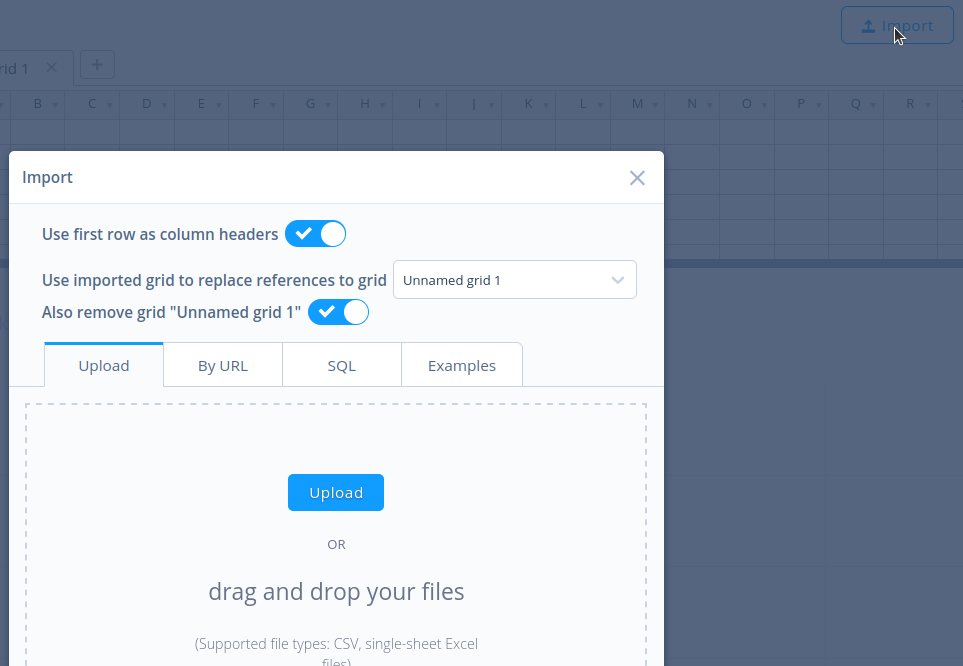 Import
rid 1
B C D E F G H I J K L M N O P Q R
Import
Use first row as column headers
Use imported grid to replace references to grid Unnamed grid 1
Also remove grid "Unnamed grid 1"
Upload By URL SQL Examples
Upload
OR
drag and drop your files
(Supported file types: CSV, single-sheet Excel
files)